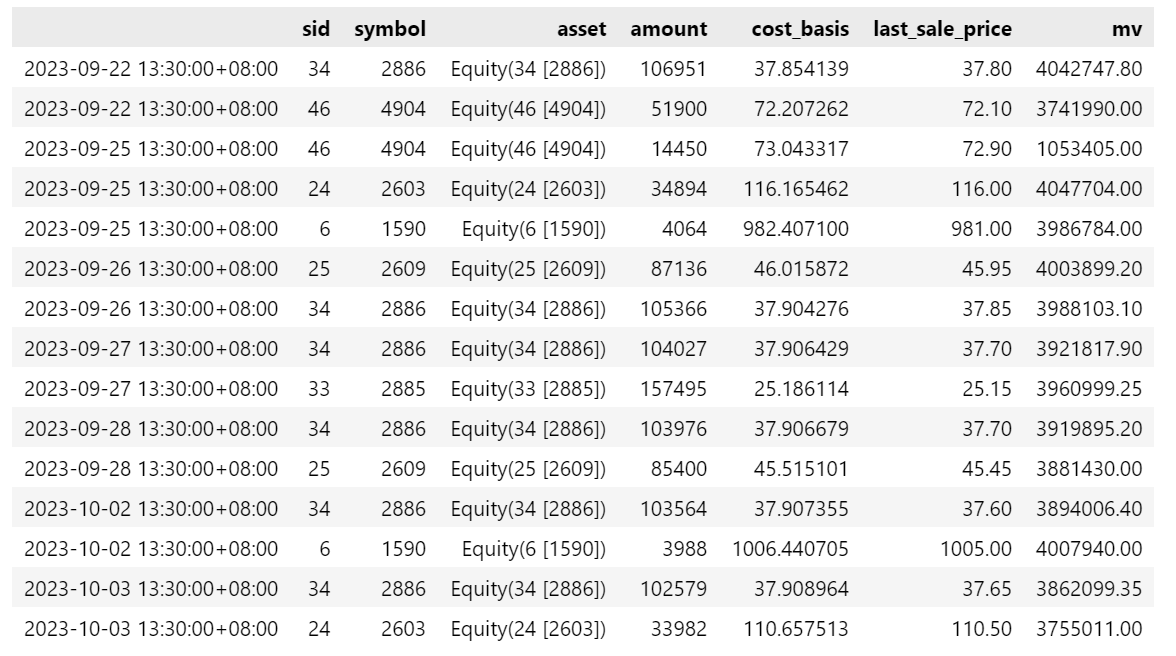 sid symbol asset amount cost_basis last_sale_price mv
2023-09-22 13:30:00+08:00 34 2886 Equity(34 [2886]) 106951 37.854139 37.80 4042747.80
2023-09-22 13:30:00+08:00 46 4904 Equity(46 [4904]) 51900 72.207262 72.10 3741990.00
2023-09-25 13:30:00+08:00 46 4904 Equity(46 [4904]) 14450 73.043317 72.90 1053405.00
2023-09-25 13:30:00+08:00 24 2603 Equity(24 [2603]) 34894 116.165462 116.00 4047704.00
2023-09-25 13:30:00+08:00 6 1590 Equity(6 [1590]) 4064 982.407100 981.00 3986784.00
2023-09-26 13:30:00+08:00 25 2609 Equity(25 [2609]) 87136 46.015872 45.95 4003899.20
2023-09-26 13:30:00+08:00 34 2886 Equity(34 [2886]) 105366 37.904276 37.85 3988103.10
2023-09-27 13:30:00+08:00 34 2886 Equity(34 [2886]) 104027 37.906429 37.70 3921817.90
2023-09-27 13:30:00+08:00 33 2885 Equity(33 [2885]) 157495 25.186114 25.15 3960999.25
2023-09-28 13:30:00+08:00 34 2886 Equity(34 [2886]) 103976 37.906679 37.70 3919895.20
2023-09-28 13:30:00+08:00 25 2609 Equity(25 [2609]) 85400 45.515101 45.45 3881430.00
2023-10-02 13:30:00+08:00 34 2886 Equity(34 [2886]) 103564 37.907355 37.60 3894006.40
2023-10-02 13:30:00+08:00 6 1590 Equity(6 [1590]) 3988 1006.440705 1005.00 4007940.00
2023-10-03 13:30:00+08:00 34 2886 Equity(34 [2886]) 102579 37.908964 37.65 3862099.35
2023-10-03 13:30:00+08:00 24 2603 Equity(24 [2603]) 33982 110.657513 110.50 3755011.00